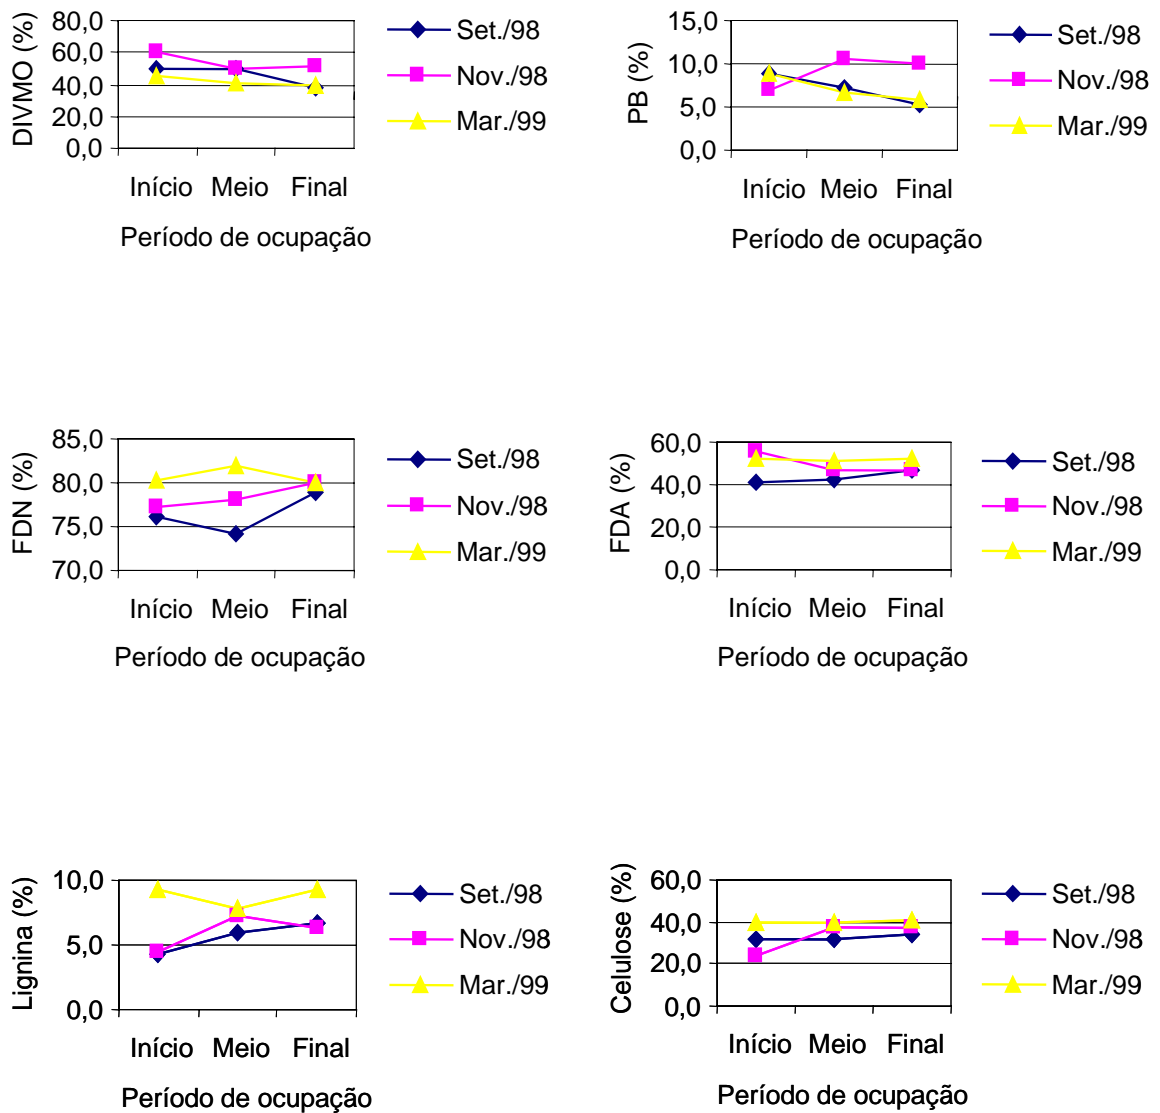 DIVMO (%)
80,0
60,0
40,0
20,0
0,0
Início Meio Final
Período de ocupação
Set./98
Nov./98
Mar./99
PB (%)
15,0
10,0
5,0
0,0
Início Meio Final
Período de ocupação
Set./98
Nov./98
Mar./99
FDN (%)
85,0
80,0
75,0
70,0
Início Meio Final
Período de ocupação
Set./98
Nov./98
Mar./99
FDA (%)
60,0
40,0
20,0
0,0
Início Meio Final
Período de ocupação
Set./98
Nov./98
Mar./99
Lignina (%)
10,0
5,0
0,0
Início Meio Final
Período de ocupação
Set./98
Nov./98
Mar./99
Celulose (%)
60,0
40,0
20,0
0,0
Início Meio Final
Período de ocupação
Set./98
Nov./98
Mar./99